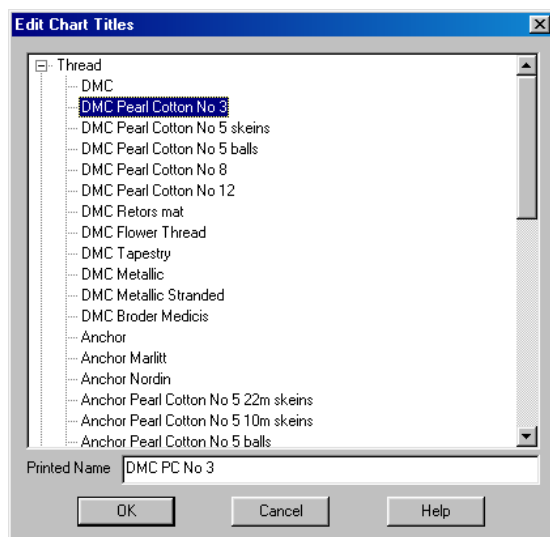 Edit Chart Titles
Thread
DMC
DMC Pearl Cotton No 3
DMC Pearl Cotton No 5 skeins
DMC Pearl Cotton No 5 balls
DMC Pearl Cotton No 8
DMC Pearl Cotton No 12
DMC Retors mat
DMC Flower Thread
DMC Tapestry
DMC Metallic
DMC Metallic Stranded
DMC Broder Medicis
Anchor
Anchor Marlitt
Anchor Nordin
Anchor Pearl Cotton No 5 22m skeins
Anchor Pearl Cotton No 5 10m skeins
Anchor Pearl Cotton No 5 balls
Printed Name DMC PC No 3
OK Cancel Help